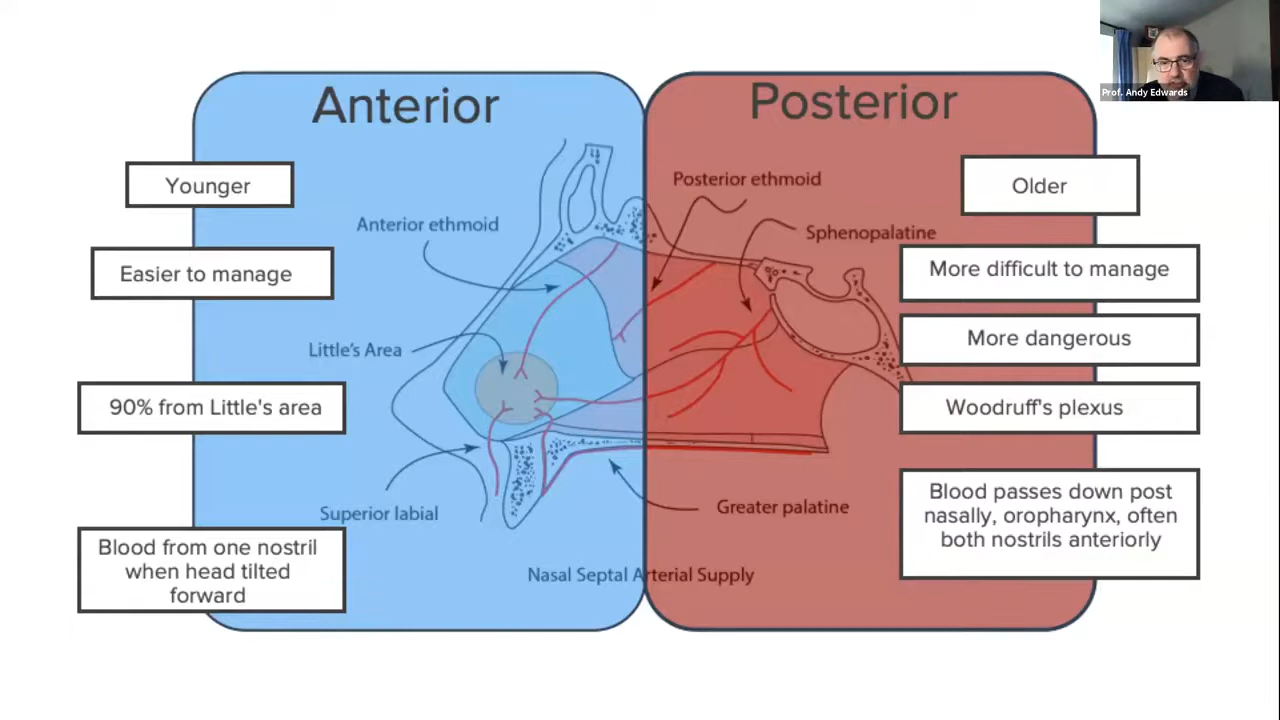 Prof. Andy Edwards
Anterior
Posterior
Younger
Easier to manage
90% from Little's area
Blood from one nostril
when head tilted
forward
Anterior ethmoid
Little's Area
Superior labial
Posterior ethmoid
Sphenopalatine
Greater palatine
Nasal Septal Arterial Supply
Older
More difficult to manage
More dangerous
Woodruff's plexus
Blood passes down post
nasally, oropharynx, often
both nostrils anteriorly